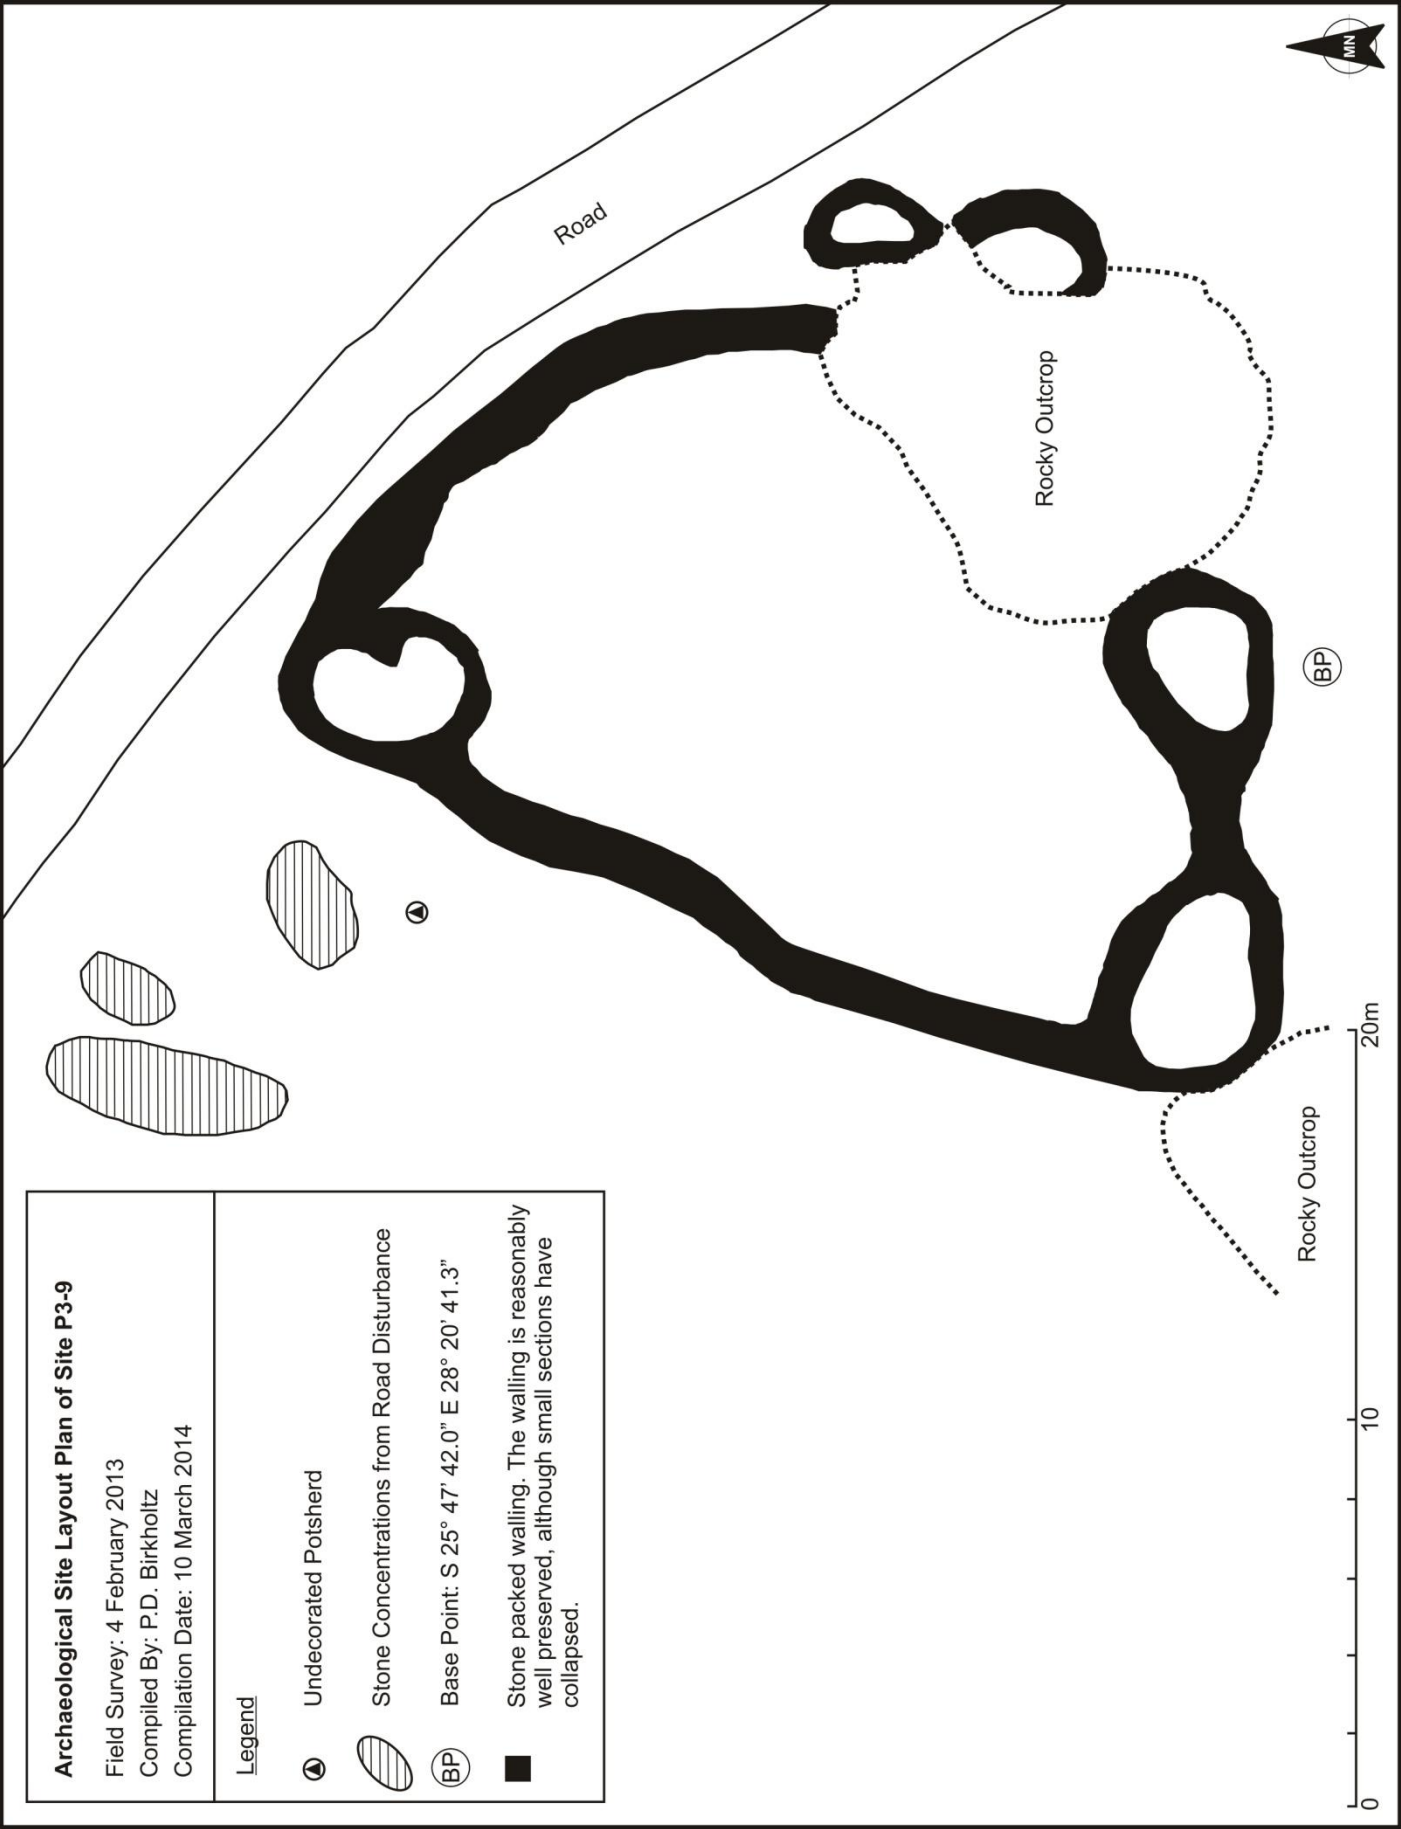 Archaeological Site Layout Plan of Site P3-9
Field Survey: 4 February 2013
Compiled By: P.D. Birkholtz
Compilation Date: 10 March 2014
Legend
Undecorated Potsherd
Stone Concentrations from Road Disturbance
BP
Base Point: S 25° 47’ 42.0” E 28° 20’ 41.3”
Stone packed walling. The walling is reasonably
well preserved, although small sections have
collapsed.
Road
Rocky Outcrop
BP
Rocky Outcrop
0
10
20m
MN